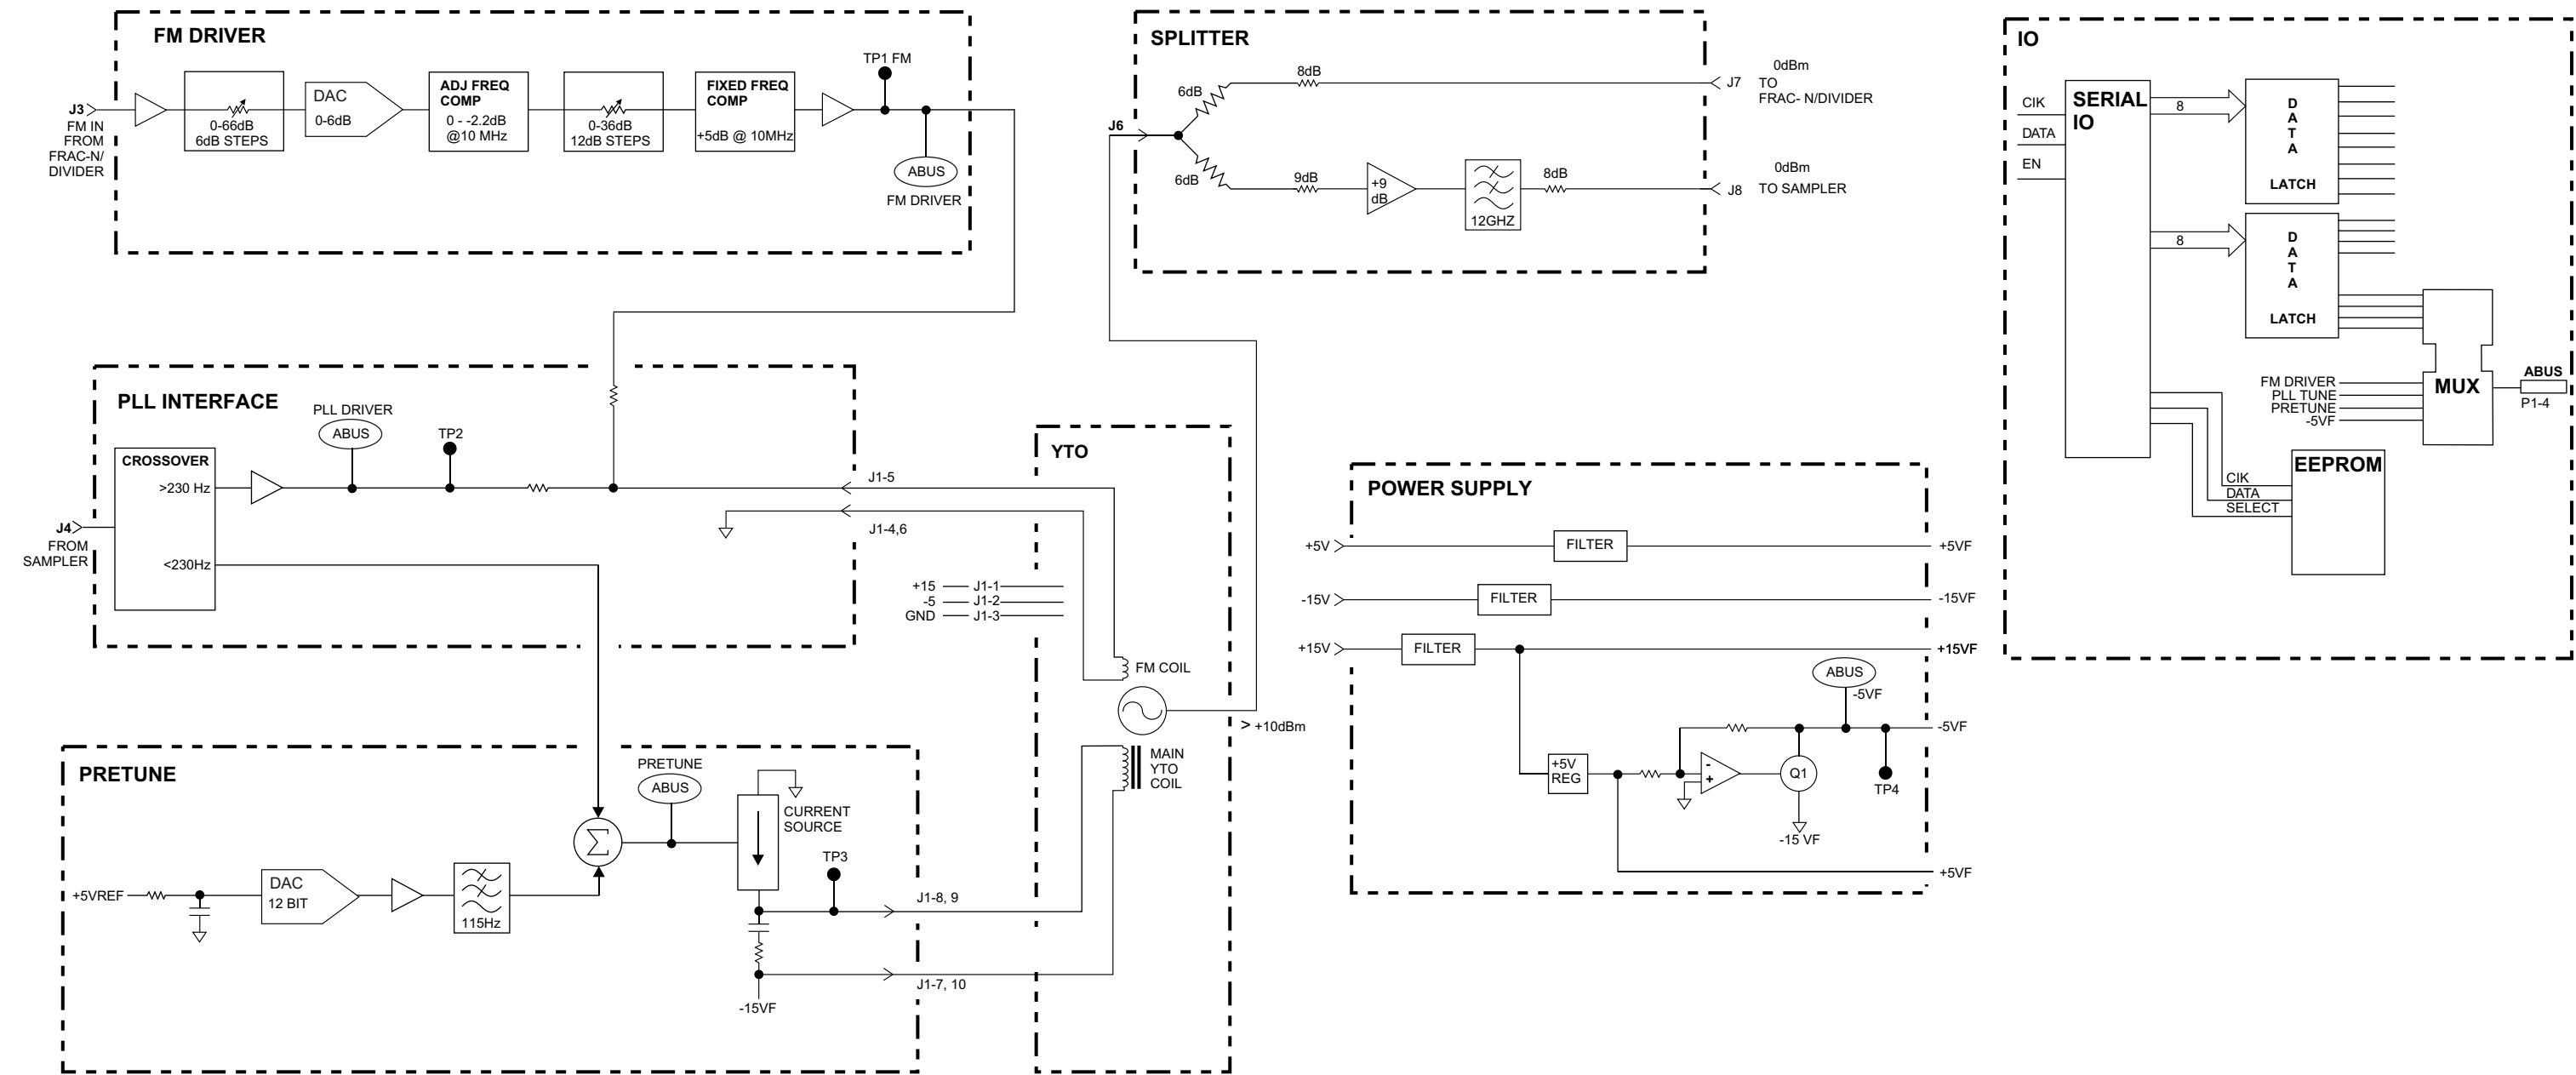 FM DRIVER
J3
FM IN
FROM
FRAC-N/
DIVIDER
0-66dB
6dB STEPS
DAC
0-6dB
ADJ FREQ
COMP
0 - -2.2dB
@10 MHz
0-36dB
12dB STEPS
FIXED FREQ
COMP
+5dB @ 10MHz
TP1 FM
ABUS
FM DRIVER
SPLITTER
J6
6dB
8dB
J7
0dBm
TO
FRAC- N/DIVIDER
6dB
9dB
+9
dB
12GHZ
8dB
J8
0dBm
TO SAMPLER
IO
CIK
DATA
EN
SERIAL
IO
8
D
A
T
A
LATCH
8
D
A
T
A
LATCH
FM DRIVER
PLL TUNE
PRETUNE
-5VF
MUX
ABUS
P1-4
EEPROM
CIK
DATA
SELECT
PLL INTERFACE
PLL DRIVER
ABUS
TP2
CROSSOVER
>230 Hz
<230Hz
J4
FROM
SAMPLER
J1-5
J1-4,6
YTO
+15
J1-1
-5
J1-2
GND
J1-3
FM COIL
> +10dBm
MAIN
YTO
COIL
POWER SUPPLY
+5V
FILTER
+5VF
-15V
FILTER
-15VF
+15V
FILTER
+15VF
ABUS
-5VF
-5VF
+5V
REG
-
+
Q1
TP4
-15 VF
+5VF
PRETUNE
PRETUNE
ABUS
CURRENT
SOURCE
TP3
Σ
+5VREF
DAC
12 BIT
115Hz
J1-8, 9
J1-7, 10
-15VF